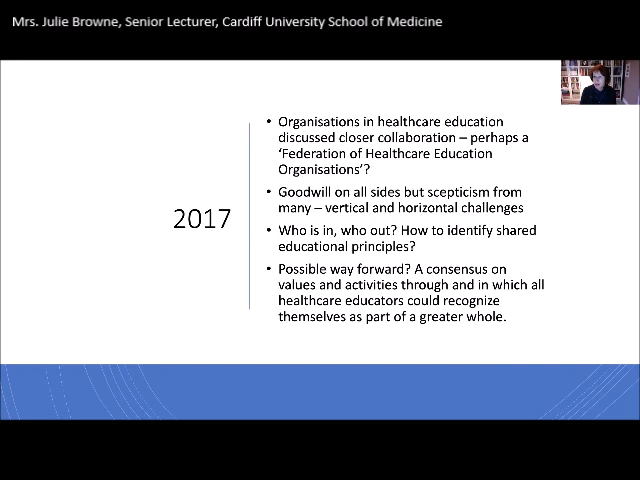 Mrs. Julie Browne, Senior Lecturer, Cardiff University School of Medicine
2017
• Organisations in healthcare education
discussed closer collaboration – perhaps a
‘Federation of Healthcare Education
Organisations’?
• Goodwill on all sides but scepticism from
many – vertical and horizontal challenges
• Who is in, who out? How to identify shared
educational principles?
• Possible way forward? A consensus on
values and activities through and in which all
healthcare educators could recognize
themselves as part of a greater whole.